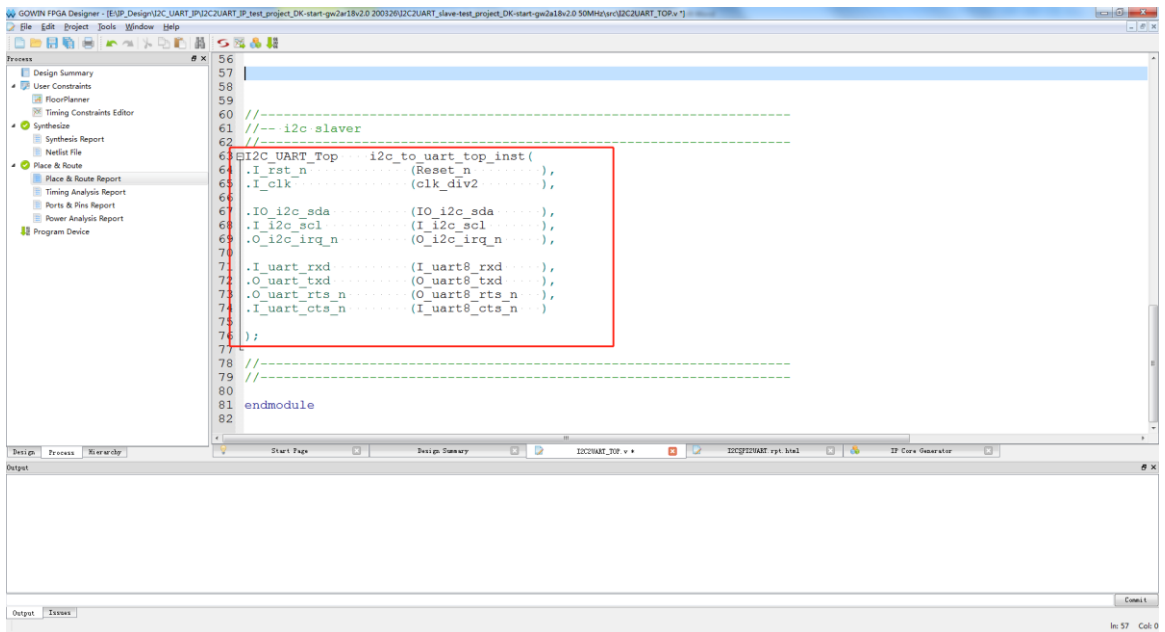 GOWIN FPGA Designer - [E:\IP_Design\I2C_UART_IP\I2C2UART_IP_test_project_DK-start-gw2ar18v2.0 200326\I2C2UART_slave-test_project_DK-start-gw2a18v2.0 50MHz\src\I2C2UART_TOP.v *]
File Edit Project Tools Window Help
Process
Design Summary
User Constraints
FloorPlanner
Timing Constraints Editor
Synthesize
Synthesis Report
Netlist File
Place & Route
Place & Route Report
Timing Analysis Report
Ports & Pins Report
Power Analysis Report
Program Device
56
57
58
59
60 //----------------------------------------------------------------
61 //-- i2c slaver
62 //----------------------------------------------------------------
63 I2C_UART_Top i2c_to_uart_top_inst(
64 .I_rst_n (Reset_n ),
65 .I_clk (clk_div2 ),
66
67 .IO_i2c_sda (IO_i2c_sda ),
68 .I_i2c_scl (I_i2c_scl ),
69 .O_i2c_irq_n (O_i2c_irq_n ),
70
71 .I_uart_rxd (I_uart8_rxd ),
72 .O_uart_txd (O_uart8_txd ),
73 .O_uart_rts_n (O_uart8_rts_n ),
74 .I_uart_cts_n (I_uart8_cts_n )
75
76 );
77
78 //----------------------------------------------------------------
79 //----------------------------------------------------------------
80
81 endmodule
82
Design Process Hierarchy
Start Page Design Summary I2C2UART_TOP.v * I2CSPI2UART.rpt.html IP Core Generator
Output
Commit
Output Issues
ln: 57 Col: 0